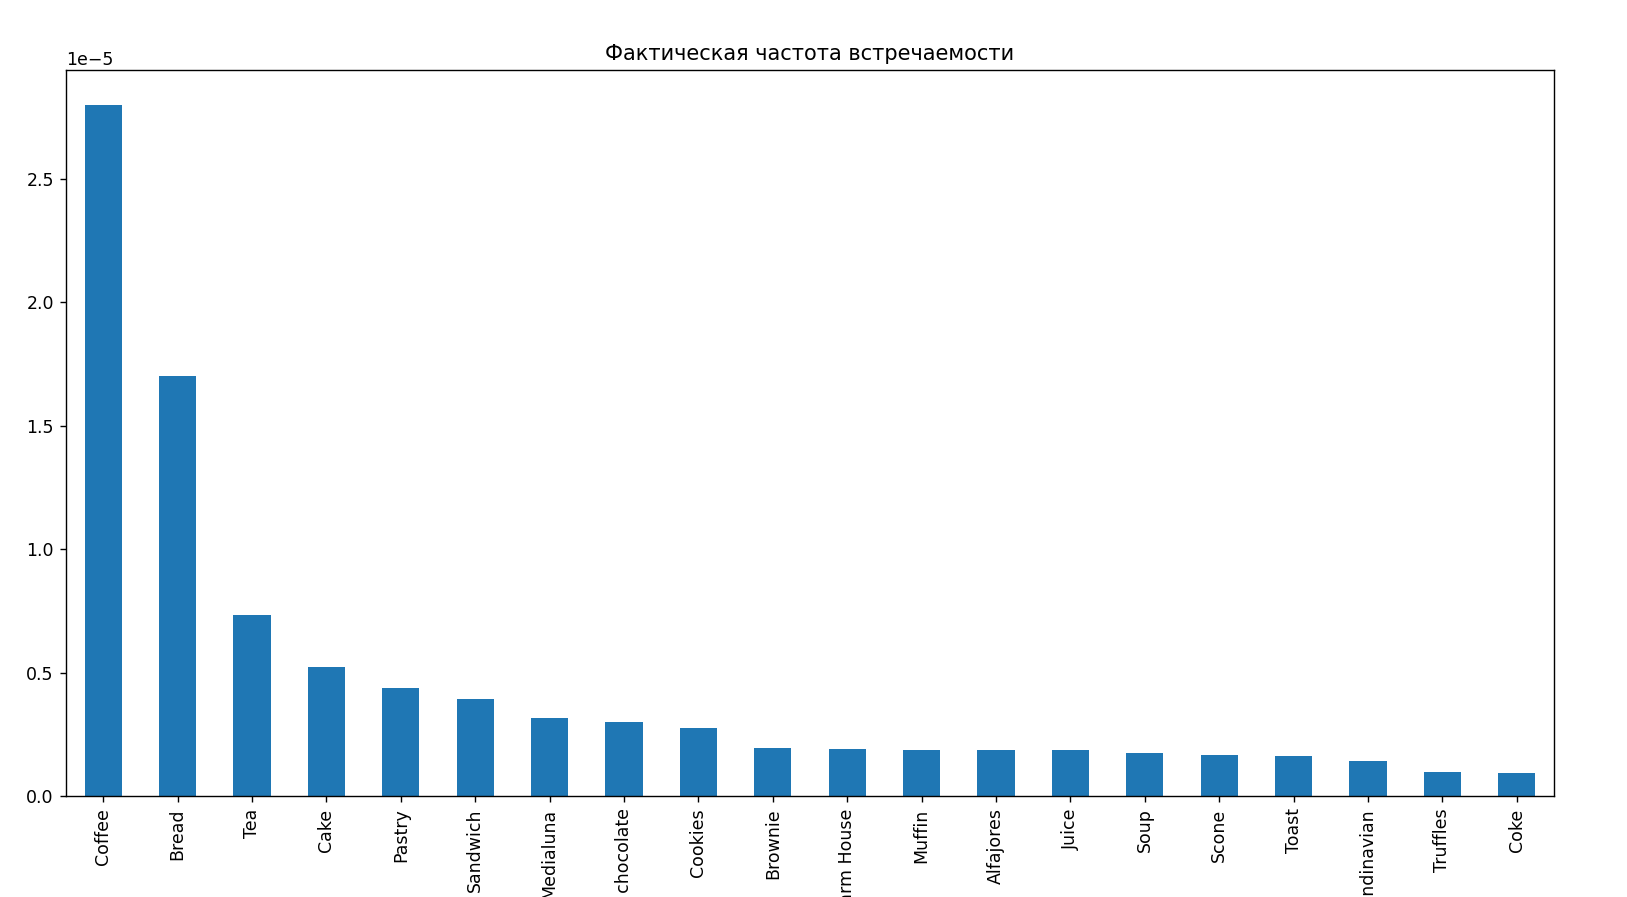 Фактическая частота встречаемости
1e−5
2.5
2.0
1.5
1.0
0.5
0.0
Coffee
Bread
Tea
Cake
Pastry
Sandwich
Medialuna
chocolate
Cookies
Brownie
arm House
Muffin
Alfajores
Juice
Soup
Scone
Toast
ndinavian
Truffles
Coke